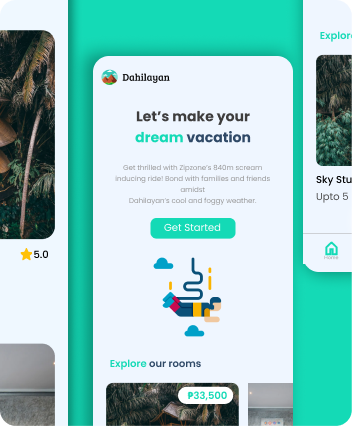 5.0
Dahilayan
Let's make your
dream vacation
Get thrilled with Zipzone's 840m scream
inducing ride! Bond with families and friends
amidst
Dahilayan's cool and foggy weather.
Get Started
Explore our rooms
₱33,500
Explore
Sky Stu
Upto 5
Home